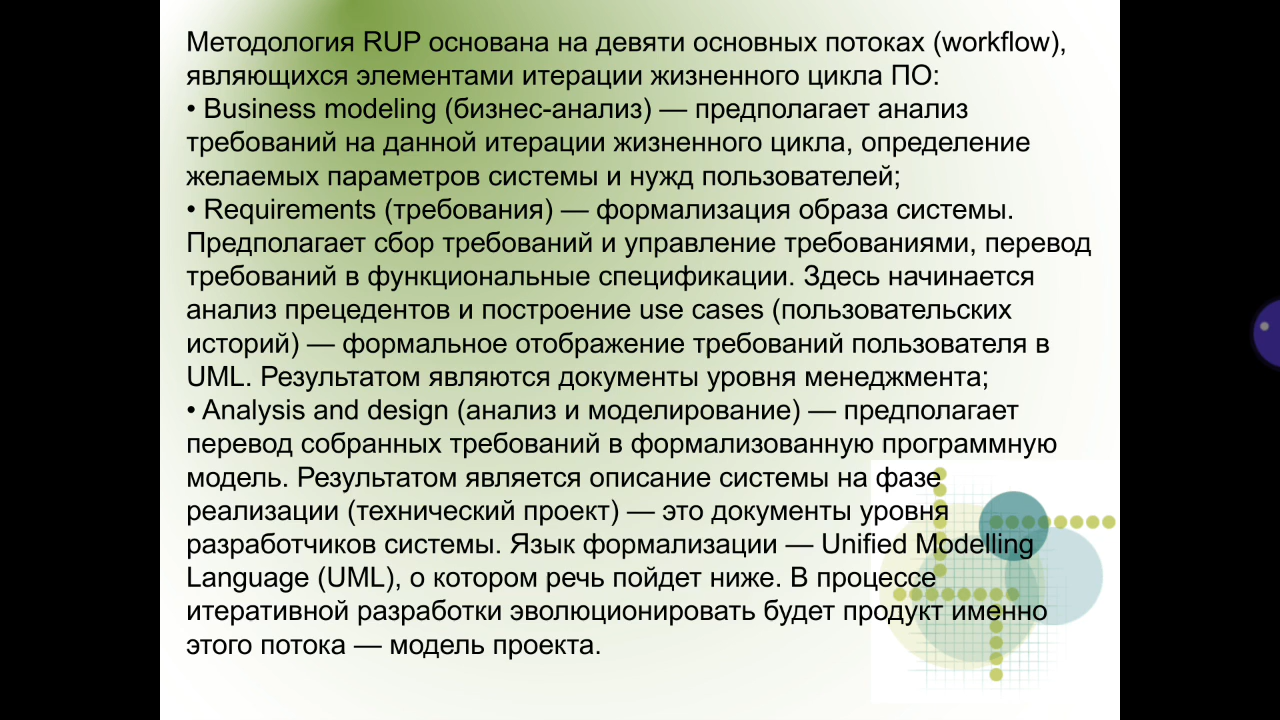 Методология RUP основана на девяти основных потоках (workflow),
являющихся элементами итерации жизненного цикла ПО:
• Business modeling (бизнес-анализ) — предполагает анализ
требований на данной итерации жизненного цикла, определение
желаемых параметров системы и нужд пользователей;
• Requirements (требования) — формализация образа системы.
Предполагает сбор требований и управление требованиями, перевод
требований в функциональные спецификации. Здесь начинается
анализ прецедентов и построение use cases (пользовательских
историй) — формальное отображение требований пользователя в
UML. Результатом являются документы уровня менеджмента;
• Analysis and design (анализ и моделирование) — предполагает
перевод собранных требований в формализованную программную
модель. Результатом является описание системы на фазе
реализации (технический проект) — это документы уровня
разработчиков системы. Язык формализации — Unified Modelling
Language (UML), о котором речь пойдет ниже. В процессе
итеративной разработки эволюционировать будет продукт именно
этого потока — модель проекта.